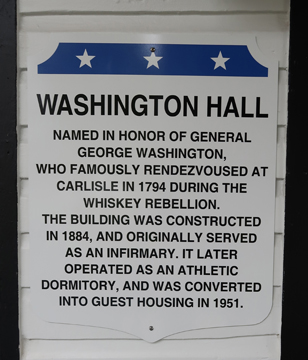 WASHINGTON HALL
NAMED IN HONOR OF GENERAL
GEORGE WASHINGTON,
WHO FAMOUSLY RENDEZVOUSED AT
CARLISLE IN 1794 DURING THE
WHISKEY REBELLION.
THE BUILDING WAS CONSTRUCTED
IN 1884, AND ORIGINALLY SERVED
AS AN INFIRMARY. IT LATER
OPERATED AS AN ATHLETIC
DORMITORY, AND WAS CONVERTED
INTO GUEST HOUSING IN 1951.